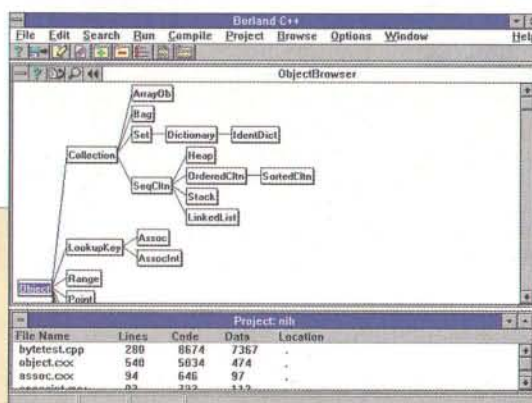 Borland C++
File Edit Search Run Compile Project Browse Options Window Help
ObjectBrowser
ArrayOb
Bag
Set Dictionary IdentDict
Collection
Heap
OrderedCltn SortedCltn
SeqCltn
Stack
LinkedList
LookupKey
Assoc
AssocInt
Object
Range
Point
Project: nih
File Name Lines Code Data Location
bytetest.cpp 280 8674 7367 .
object.cxx 540 5034 474 .
assoc.cxx 94 646 97 .